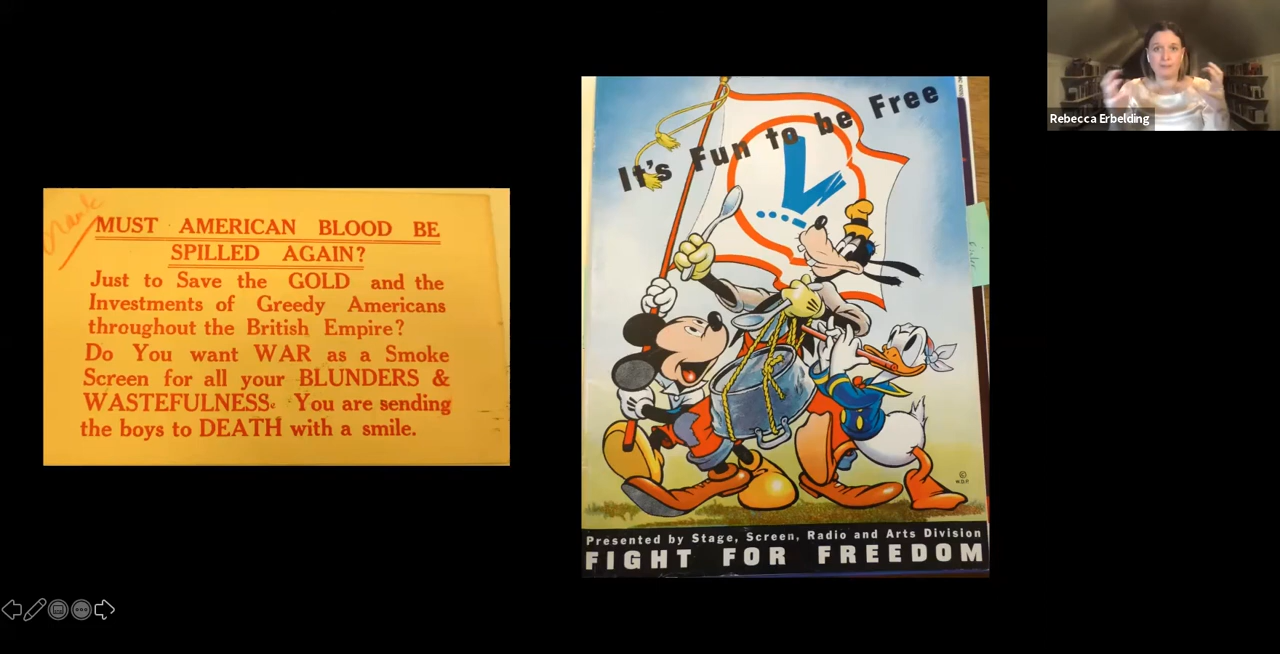 crank
MUST AMERICAN BLOOD BE
SPILLED AGAIN?
Just to Save the GOLD and the
Investments of Greedy Americans
throughout the British Empire?
Do You want WAR as a Smoke
Screen for all your BLUNDERS &
WASTEFULNESS. You are sending
the boys to DEATH with a smile.
It's Fun to be Free
V
©
W.D.P.
Presented by Stage, Screen, Radio and Arts Division
FIGHT FOR FREEDOM
Rebecca Erbelding